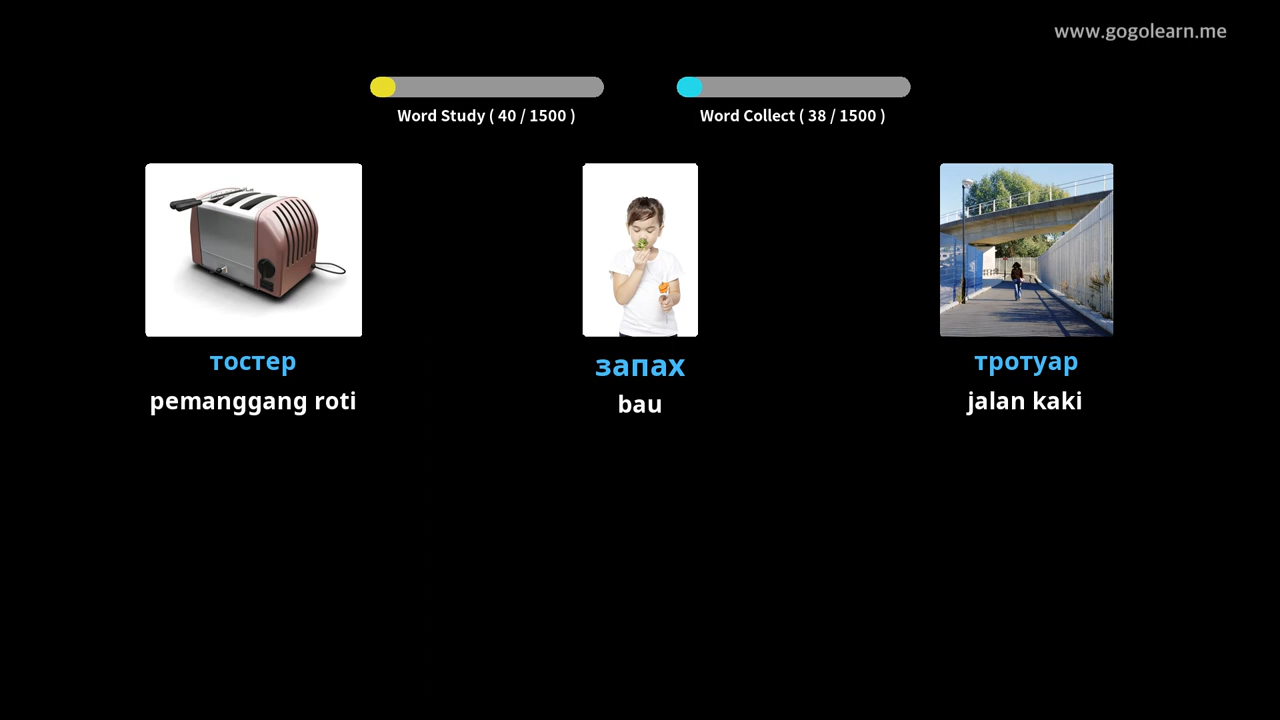 www.gogolearn.me
Word Study ( 40 / 1500 )
Word Collect ( 38 / 1500 )
тостер
pemanggang roti
запах
bau
тротуар
jalan kaki